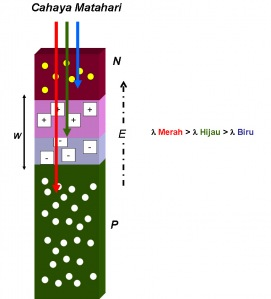 Cahaya Matahari
N
+ +
+ +
W
E
λ Merah > λ Hijau > λ Biru
-
- -
- -
P